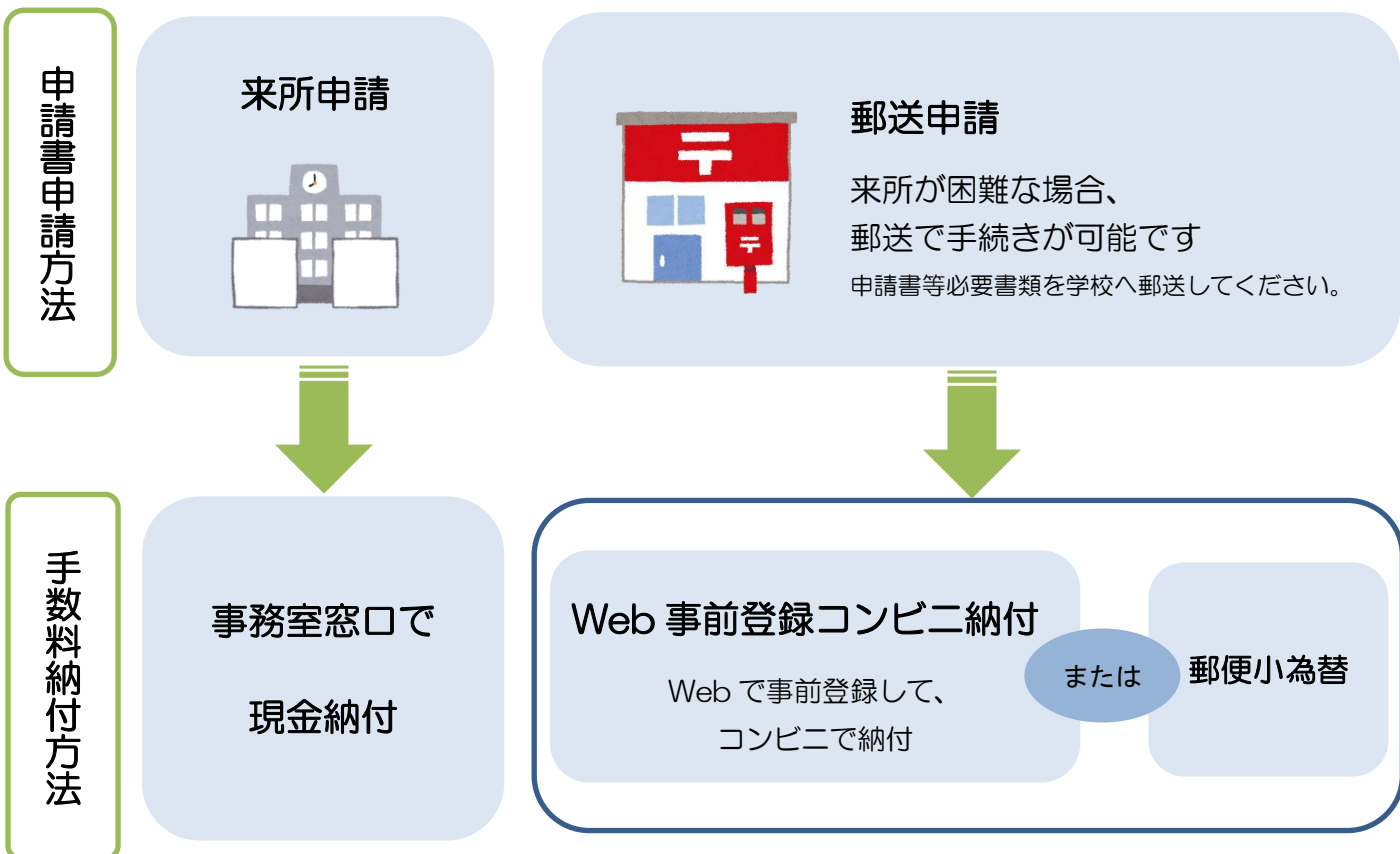 申請書申請方法
来所申請
郵送申請
来所が困難な場合、
郵送で手続きが可能です
申請書等必要書類を学校へ郵送してください。
手数料納付方法
事務室窓口で
現金納付
Web 事前登録コンビニ納付
Web で事前登録して、
コンビニで納付
または
郵便小為替